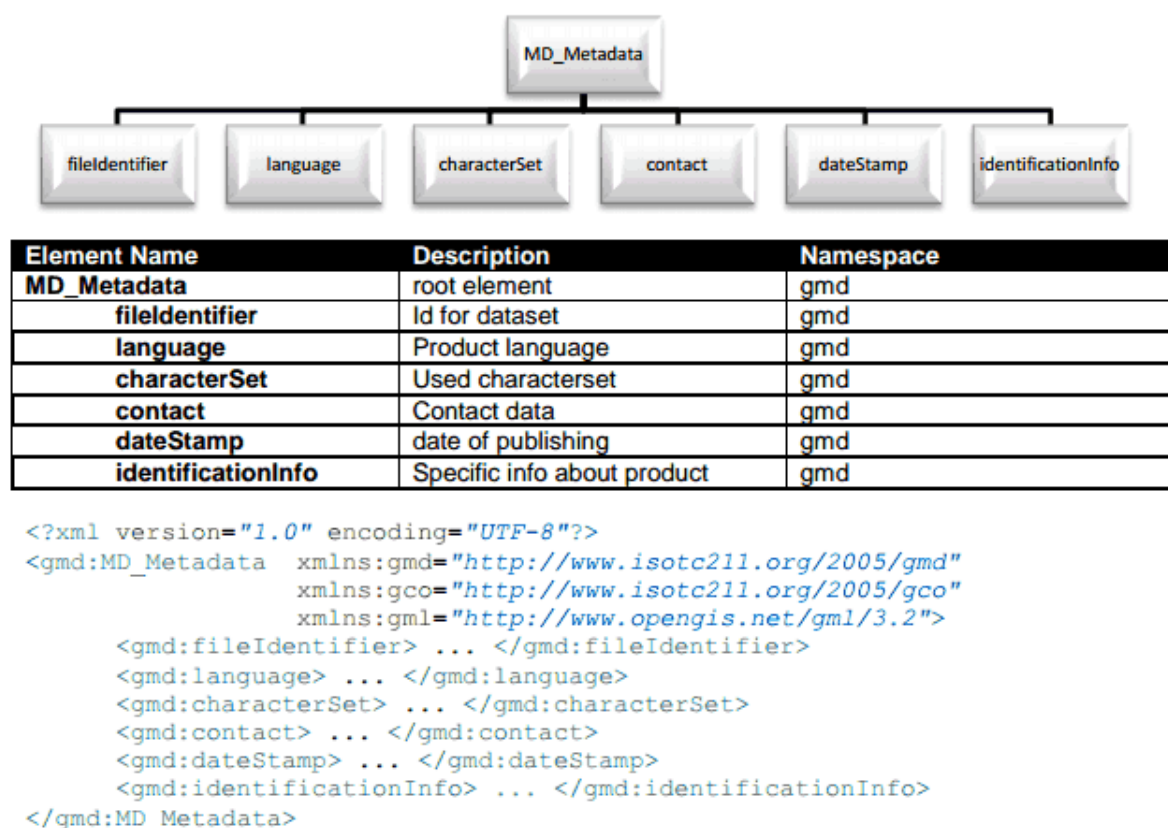 MD_Metadata
fileIdentifier language characterSet contact dateStamp identificationInfo
Element Name Description Namespace
MD_Metadata root element gmd
fileIdentifier Id for dataset gmd
language Product language gmd
characterSet Used characterset gmd
contact Contact data gmd
dateStamp date of publishing gmd
identificationInfo Specific info about product gmd
<?xml version="1.0" encoding="UTF-8"?>
<gmd:MD_Metadata xmlns:gmd="http://www.isotc211.org/2005/gmd"
xmlns:gco="http://www.isotc211.org/2005/gco"
xmlns:gml="http://www.opengis.net/gml/3.2">
<gmd:fileIdentifier> ... </gmd:fileIdentifier>
<gmd:language> ... </gmd:language>
<gmd:characterSet> ... </gmd:characterSet>
<gmd:contact> ... </gmd:contact>
<gmd:dateStamp> ... </gmd:dateStamp>
<gmd:identificationInfo> ... </gmd:identificationInfo>
</gmd:MD_Metadata>